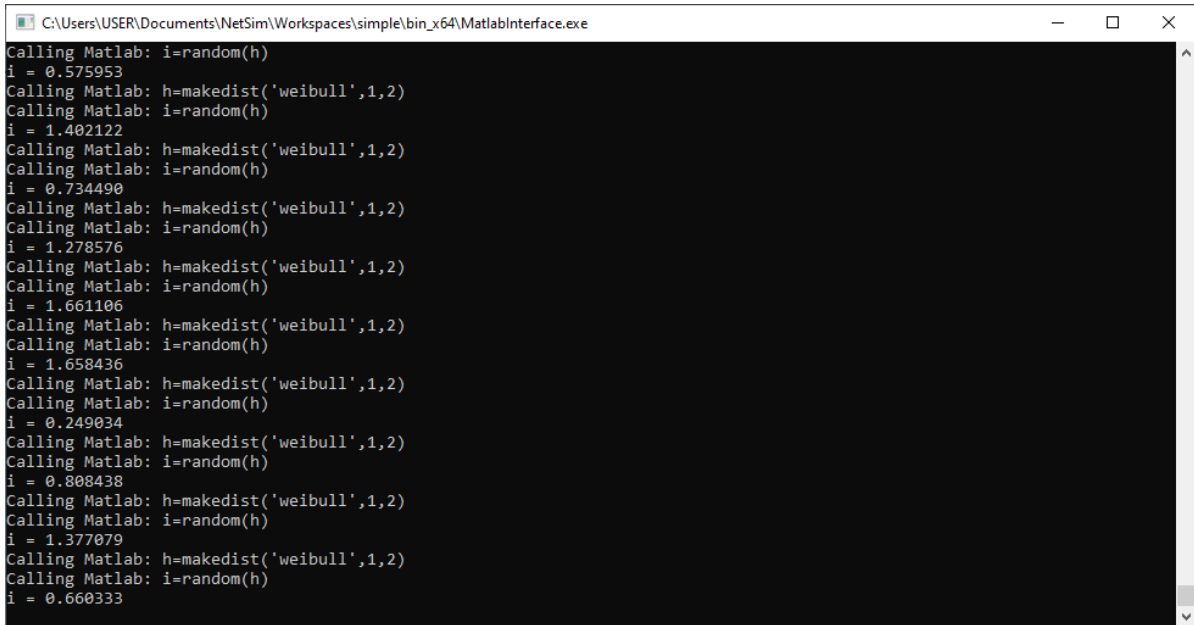 C:\Users\USER\Documents\NetSim\Workspaces\simple\bin_x64\MatlabInterface.exe
Calling Matlab: i=random(h)
i = 0.575953
Calling Matlab: h=makedist('weibull',1,2)
Calling Matlab: i=random(h)
i = 1.402122
Calling Matlab: h=makedist('weibull',1,2)
Calling Matlab: i=random(h)
i = 0.734490
Calling Matlab: h=makedist('weibull',1,2)
Calling Matlab: i=random(h)
i = 1.278576
Calling Matlab: h=makedist('weibull',1,2)
Calling Matlab: i=random(h)
i = 1.661106
Calling Matlab: h=makedist('weibull',1,2)
Calling Matlab: i=random(h)
i = 1.658436
Calling Matlab: h=makedist('weibull',1,2)
Calling Matlab: i=random(h)
i = 0.249034
Calling Matlab: h=makedist('weibull',1,2)
Calling Matlab: i=random(h)
i = 0.808438
Calling Matlab: h=makedist('weibull',1,2)
Calling Matlab: i=random(h)
i = 1.377079
Calling Matlab: h=makedist('weibull',1,2)
Calling Matlab: i=random(h)
i = 0.660333